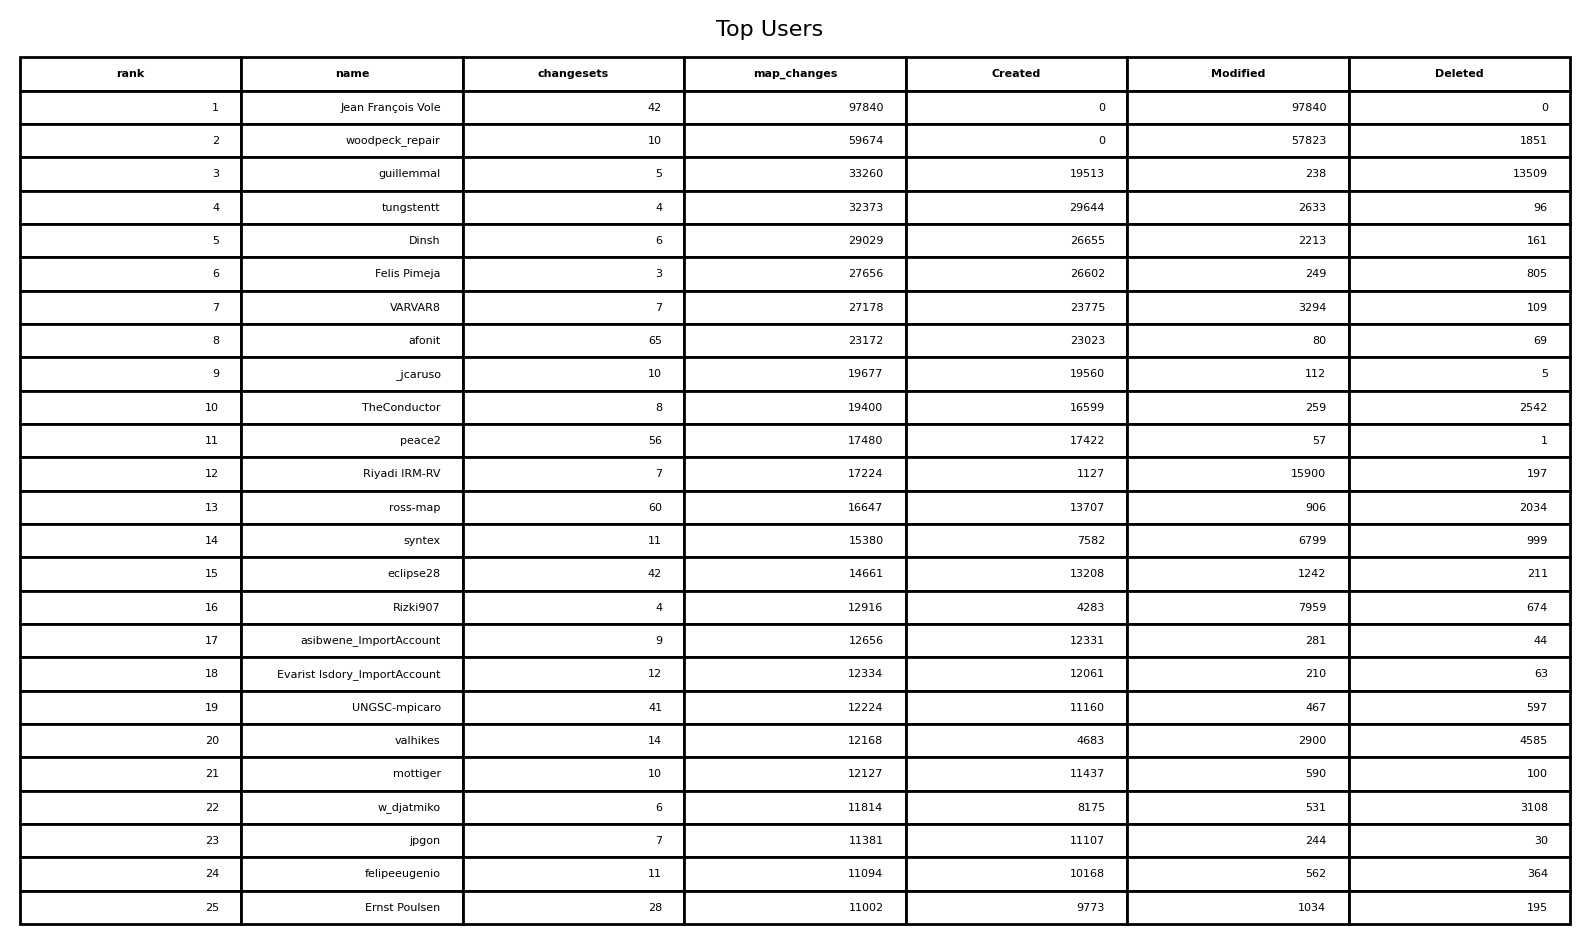 Top Users
rank name changesets map_changes Created Modified Deleted
1 Jean François Vole 42 97840 0 97840 0
2 woodpeck_repair 10 59674 0 57823 1851
3 guillemmal 5 33260 19513 238 13509
4 tungstentt 4 32373 29644 2633 96
5 Dinsh 6 29029 26655 2213 161
6 Felis Pimeja 3 27656 26602 249 805
7 VARVAR8 7 27178 23775 3294 109
8 afonit 65 23172 23023 80 69
9 _jcaruso 10 19677 19560 112 5
10 TheConductor 8 19400 16599 259 2542
11 peace2 56 17480 17422 57 1
12 Riyadi IRM-RV 7 17224 1127 15900 197
13 ross-map 60 16647 13707 906 2034
14 syntex 11 15380 7582 6799 999
15 eclipse28 42 14661 13208 1242 211
16 Rizki907 4 12916 4283 7959 674
17 asibwene_ImportAccount 9 12656 12331 281 44
18 Evarist Isdory_ImportAccount 12 12334 12061 210 63
19 UNGSC-mpicaro 41 12224 11160 467 597
20 valhikes 14 12168 4683 2900 4585
21 mottiger 10 12127 11437 590 100
22 w_djatmiko 6 11814 8175 531 3108
23 jpgon 7 11381 11107 244 30
24 felipeeugenio 11 11094 10168 562 364
25 Ernst Poulsen 28 11002 9773 1034 195